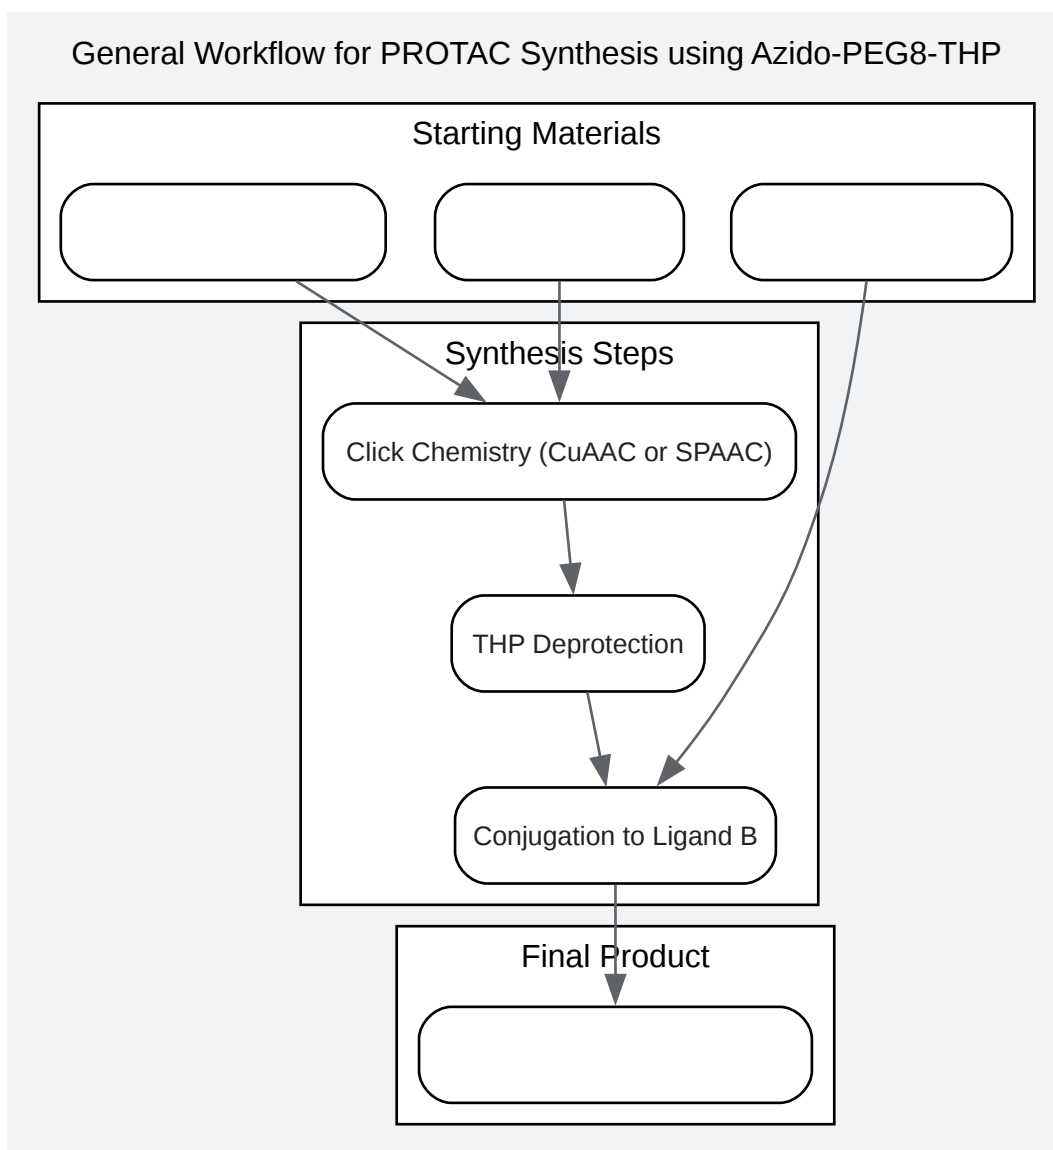 General Workflow for PROTAC Synthesis using Azido-PEG8-THP
Starting Materials
Synthesis Steps
Click Chemistry (CuAAC or SPAAC)
THP Deprotection
Conjugation to Ligand B
Final Product